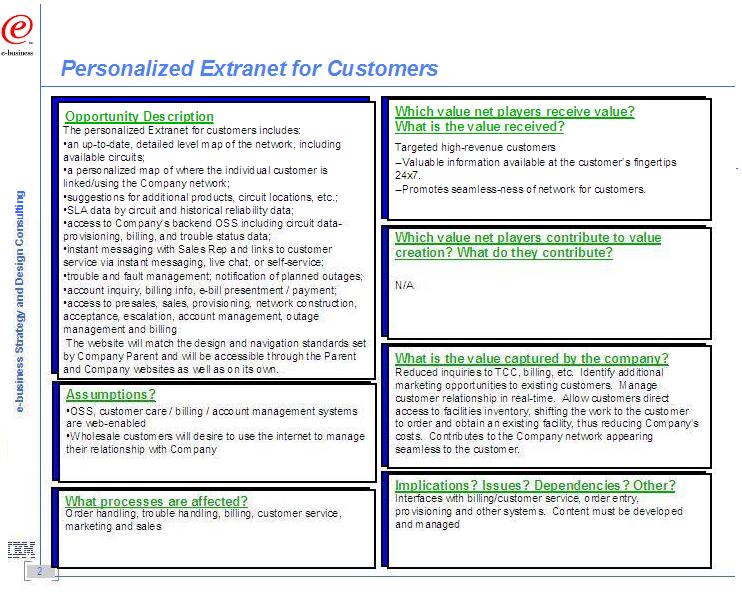 e
™
e-business
Personalized Extranet for Customers
Opportunity Description
The personalized Extranet for customers includes:
•an up-to-date, detailed level map of the network, including
available circuits;
•a personalized map of where the individual customer is
linked/using the Company network;
•suggestions for additional products, circuit locations, etc.;
•SLA data by circuit and historical reliability data;
•access to Company's backend OSS including circuit data-
provisioning, billing, and trouble status data;
•instant messaging with Sales Rep and links to customer
service via instant messaging, live chat, or self-service;
•trouble and fault management; notification of planned outages;
•account inquiry, billing info, e-bill presentment / payment;
•access to presales, sales, provisioning, network construction,
acceptance, escalation, account management, outage
management and billing
The website will match the design and navigation standards set
by Company Parent and will be accessible through the Parent
and Company websites as well as on its own.
Assumptions?
•OSS, customer care / billing / account management systems
are web-enabled
•Wholesale customers will desire to use the internet to manage
their relationship with Company
What processes are affected?
Order handling, trouble handling, billing, customer service,
marketing and sales
Which value net players receive value?
What is the value received?
Targeted high-revenue customers
–Valuable information available at the customer's fingertips
24x7.
–Promotes seamless-ness of network for customers.
Which value net players contribute to value
creation? What do they contribute?
N/A
What is the value captured by the company?
Reduced inquiries to TCC, billing, etc. Identify additional
marketing opportunities to existing customers. Manage
customer relationship in real-time. Allow customers direct
access to facilities inventory, shifting the work to the customer
to order and obtain an existing facility, thus reducing Company's
costs. Contributes to the Company network appearing
seamless to the customer.
Implications? Issues? Dependencies? Other?
Interfaces with billing/customer service, order entry,
provisioning and other systems. Content must be developed
and managed
e-business Strategy and Design Consulting
IBM
2